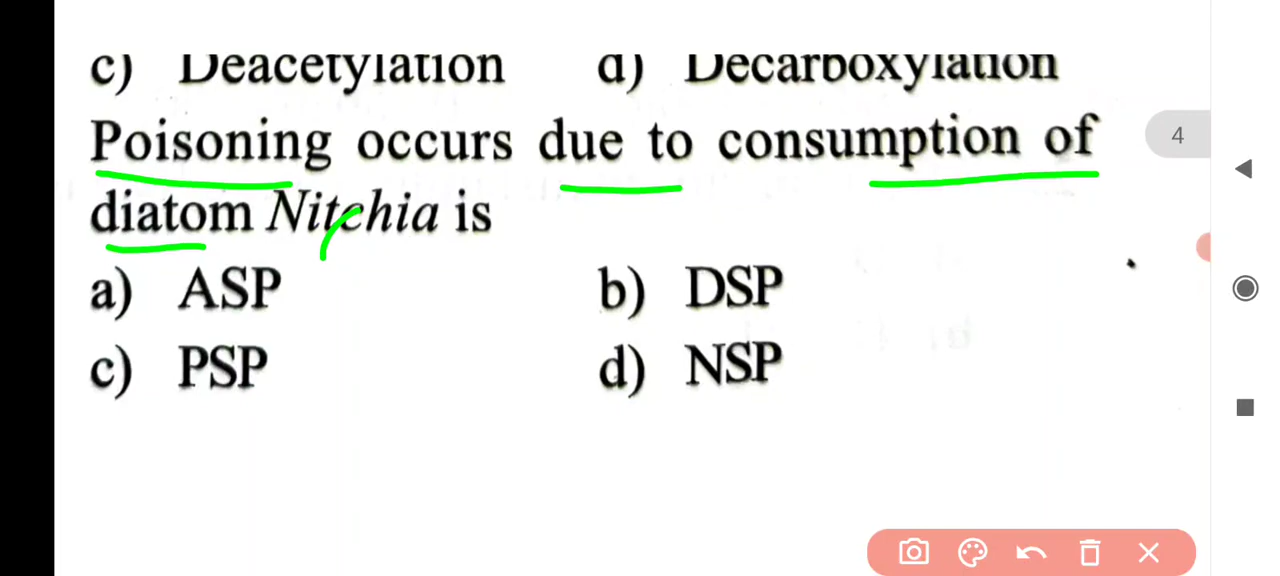 c) Deacetylation d) Decarboxylation
Poisoning occurs due to consumption of
diatom Nitchia is
a) ASP b) DSP
c) PSP d) NSP
4